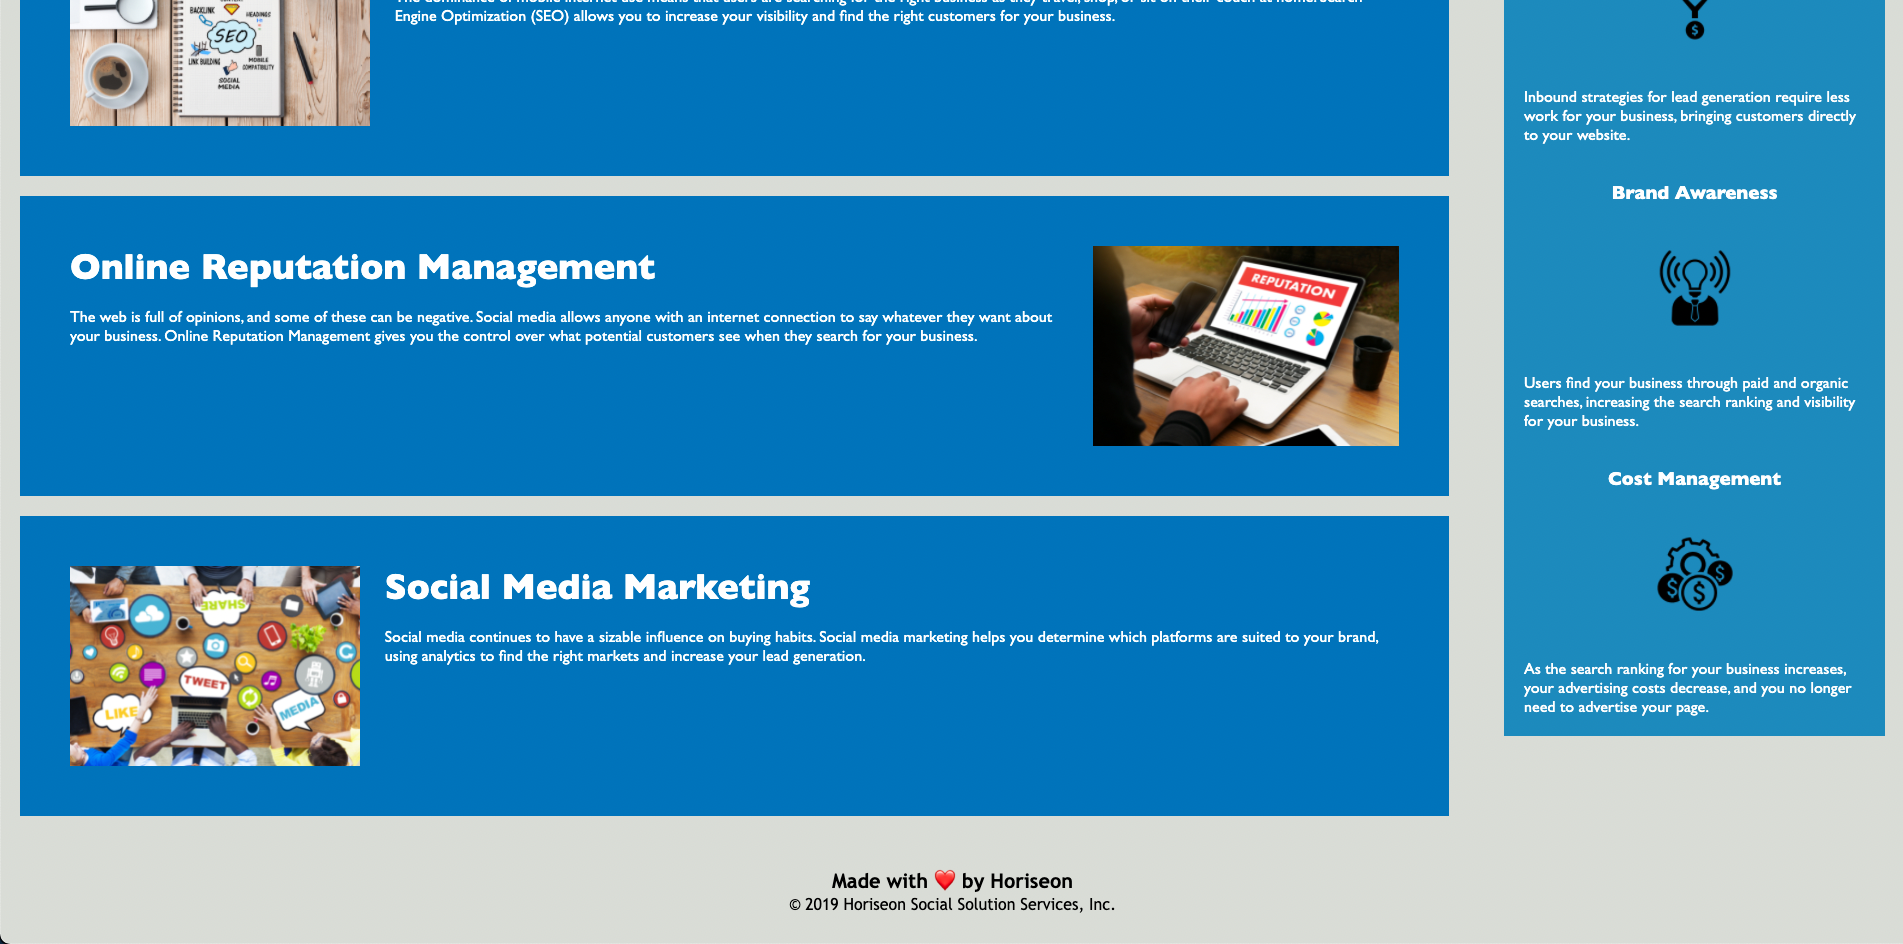 BACKLINK
HEADINGS
SEO
LINK BUILDING
MOBILE
COMPATIBILITY
SOCIAL
MEDIA
Engine Optimization (SEO) allows you to increase your visibility and find the right customers for your business.
Online Reputation Management
The web is full of opinions, and some of these can be negative. Social media allows anyone with an internet connection to say whatever they want about
your business. Online Reputation Management gives you the control over what potential customers see when they search for your business.
REPUTATION
SHARE
TWEET
LIKE
MEDIA
Social Media Marketing
Social media continues to have a sizable influence on buying habits. Social media marketing helps you determine which platforms are suited to your brand,
using analytics to find the right markets and increase your lead generation.
$
Inbound strategies for lead generation require less
work for your business, bringing customers directly
to your website.
Brand Awareness
Users find your business through paid and organic
searches, increasing the search ranking and visibility
for your business.
Cost Management
$ $ $
As the search ranking for your business increases,
your advertising costs decrease, and you no longer
need to advertise your page.
Made with ❤️ by Horiseon
© 2019 Horiseon Social Solution Services, Inc.